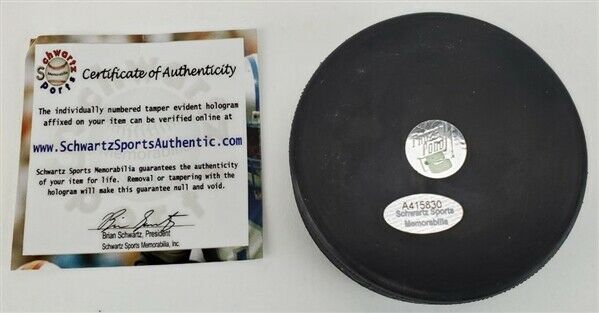 Schwartz
Memorabilia
Sports
Certificate of Authenticity
The individually numbered tamper evident hologram
affixed on your item can be verified online at
www.SchwartzSportsAuthentic.com
Schwartz Sports Memorabilia guarantees the authenticity
of your item for life. Removal or tampering with the
hologram will make this guarantee null and void.
Brian Schwartz, President
Schwartz Sports Memorabilia, Inc.
A415830
Schwartz Sports
Memorabilia